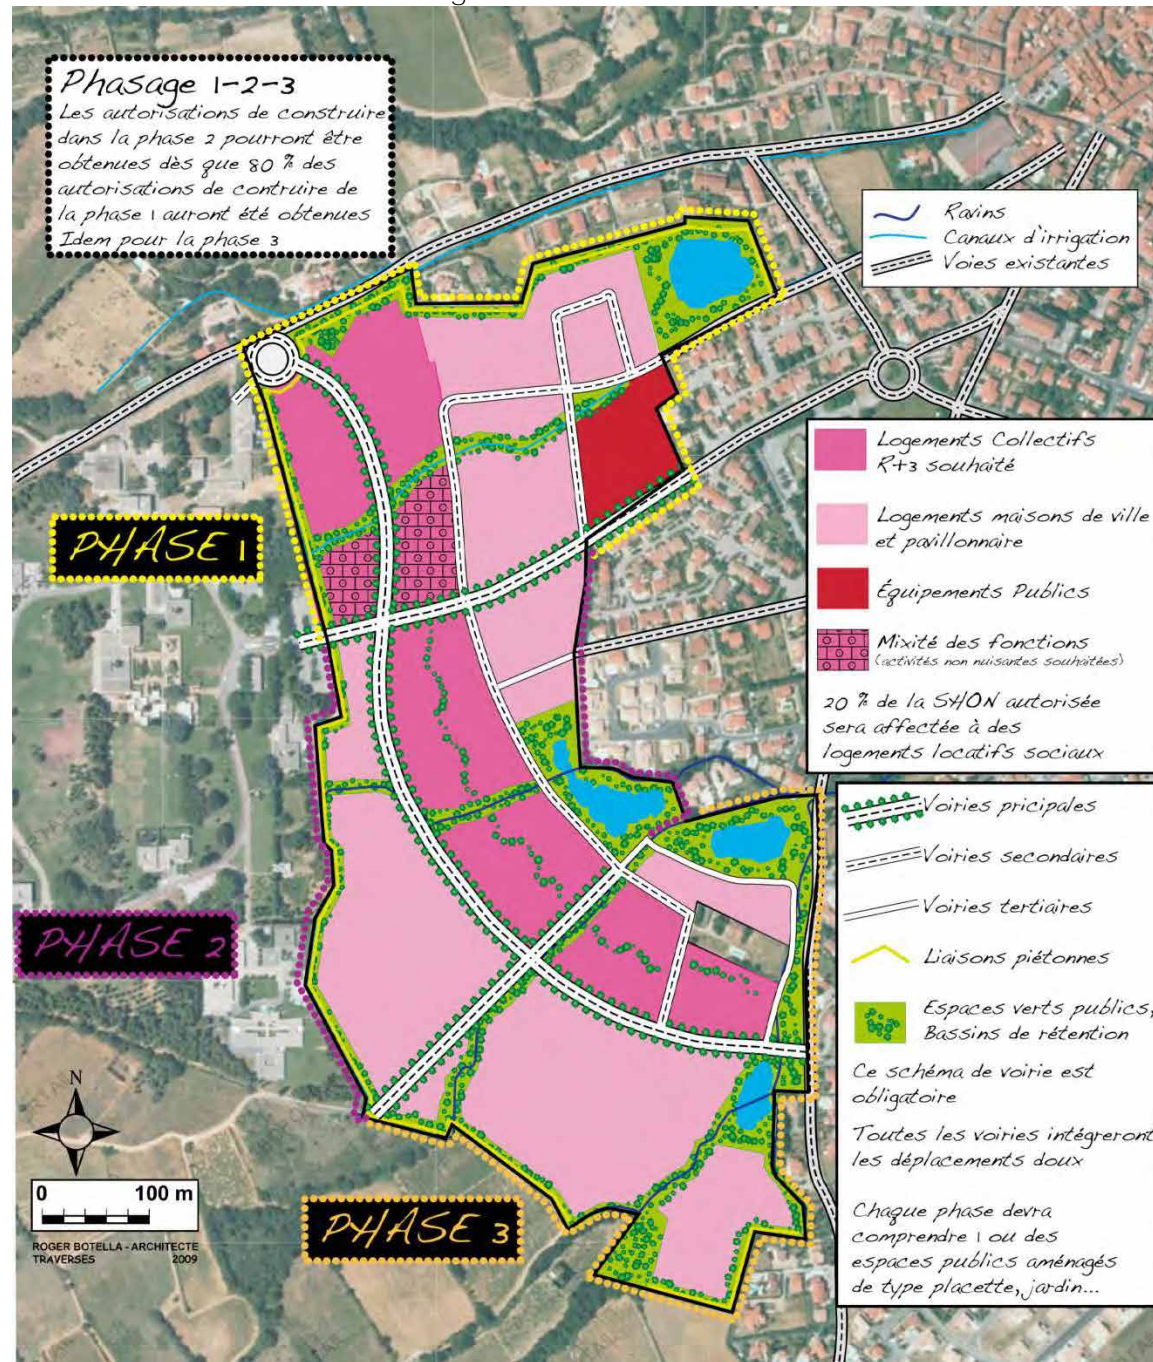 Phasage 1-2-3
Les autorisations de construire
dans la phase 2 pourront être
obtenues dès que 80 % des
autorisations de contruire de
la phase 1 auront été obtenues
Idem pour la phase 3
Ravins
Canaux d'irrigation
Voies existantes
Logements Collectifs
R+3 souhaité
Logements maisons de ville
et pavillonnaire
Équipements Publics
Mixité des fonctions
(activités non nuisantes souhaitées)
20 % de la SHON autorisée
sera affectée à des
logements locatifs sociaux
PHASE 1
Voiries pricipales
Voiries secondaires
Voiries tertiaires
Liaisons piétonnes
Espaces verts publics,
Bassins de rétention
Ce schéma de voirie est
obligatoire
Toutes les voiries intégreront
les déplacements doux
Chaque phase devra
comprendre 1 ou des
espaces publics aménagés
de type placette, jardin...
PHASE 2
N
0 100 m
ROGER BOTELLA - ARCHITECTE
TRAVERSES 2009
PHASE 3